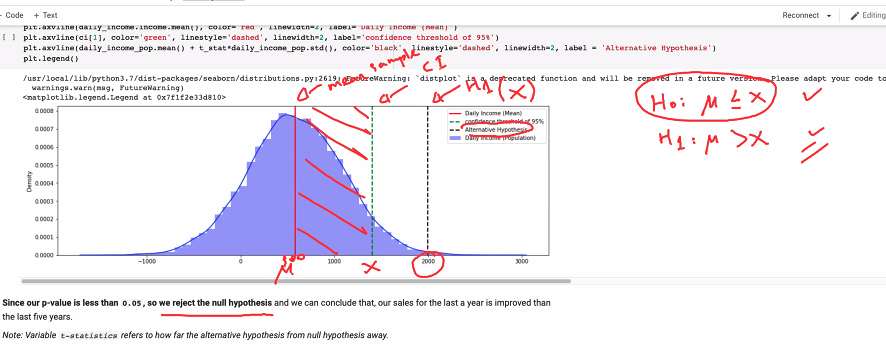 Code + Text
Reconnect
Editing
plt.axvline(daily_income.income.mean(), color='red', linewidth=2, label='Daily Income (Mean)')
[ ] plt.axvline(ci[1], color='green', linestyle='dashed', linewidth=2, label='confidence threshold of 95%')
plt.axvline(daily_income_pop.mean() + t_stat*daily_income_pop.std(), color='black', linestyle='dashed', linewidth=2, label = 'Alternative Hypothesis')
plt.legend()
mean sample
CI
H1 (X)
/usr/local/lib/python3.7/dist-packages/seaborn/distributions.py:2619: FutureWarning: `distplot` is a deprecated function and will be removed in a future version. Please adapt your code to
warnings.warn(msg, FutureWarning)
<matplotlib.legend.Legend at 0x7f1f2e33d810>
H0: μ ≤ X
H1: μ > X
Daily Income (Mean)
confidence threshold of 95%
Alternative Hypothesis
Daily Income (Population)
Density
0.0008
0.0007
0.0006
0.0005
0.0004
0.0003
0.0002
0.0001
0.0000
-1000 0 1000 2000 3000
μ X
Since our p-value is less than 0.05, so we reject the null hypothesis and we can conclude that, our sales for the last a year is improved than
the last five years.
Note: Variable t-statistics refers to how far the alternative hypothesis from null hypothesis away.